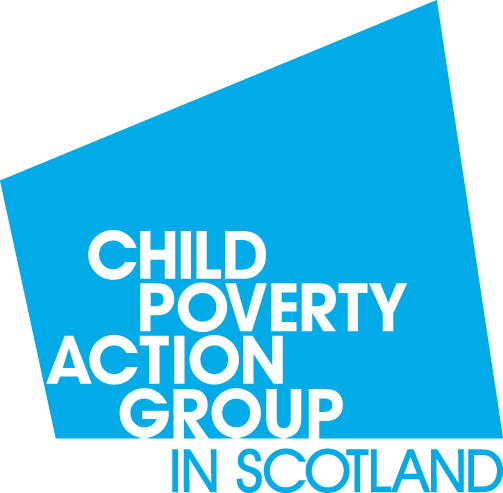 CHILD
POVERTY
ACTION
GROUP
IN SCOTLAND